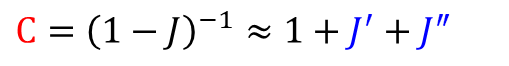 C = (1 − J)⁻¹ ≈ 1 + J′ + J″